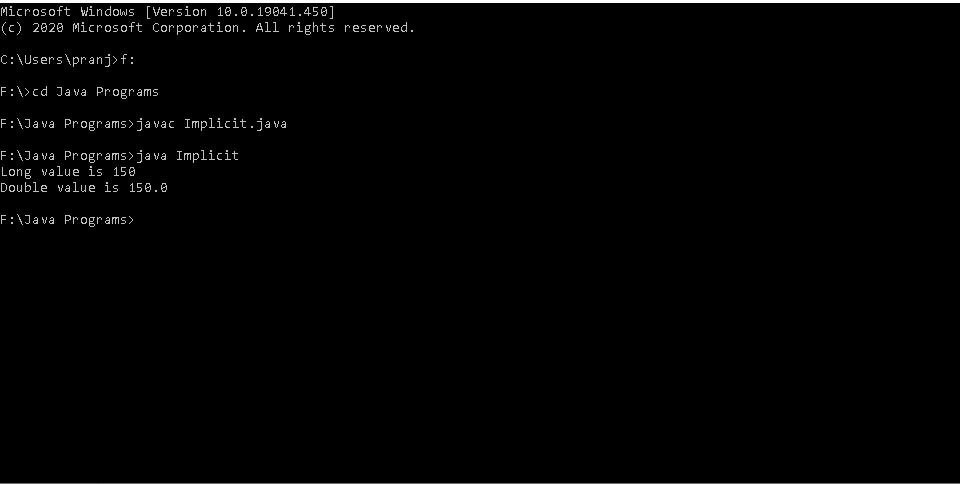 Microsoft Windows [Version 10.0.19041.450]
(c) 2020 Microsoft Corporation. All rights reserved.
C:\Users\pranj>f:
F:\>cd Java Programs
F:\Java Programs>javac Implicit.java
F:\Java Programs>java Implicit
Long value is 150
Double value is 150.0
F:\Java Programs>